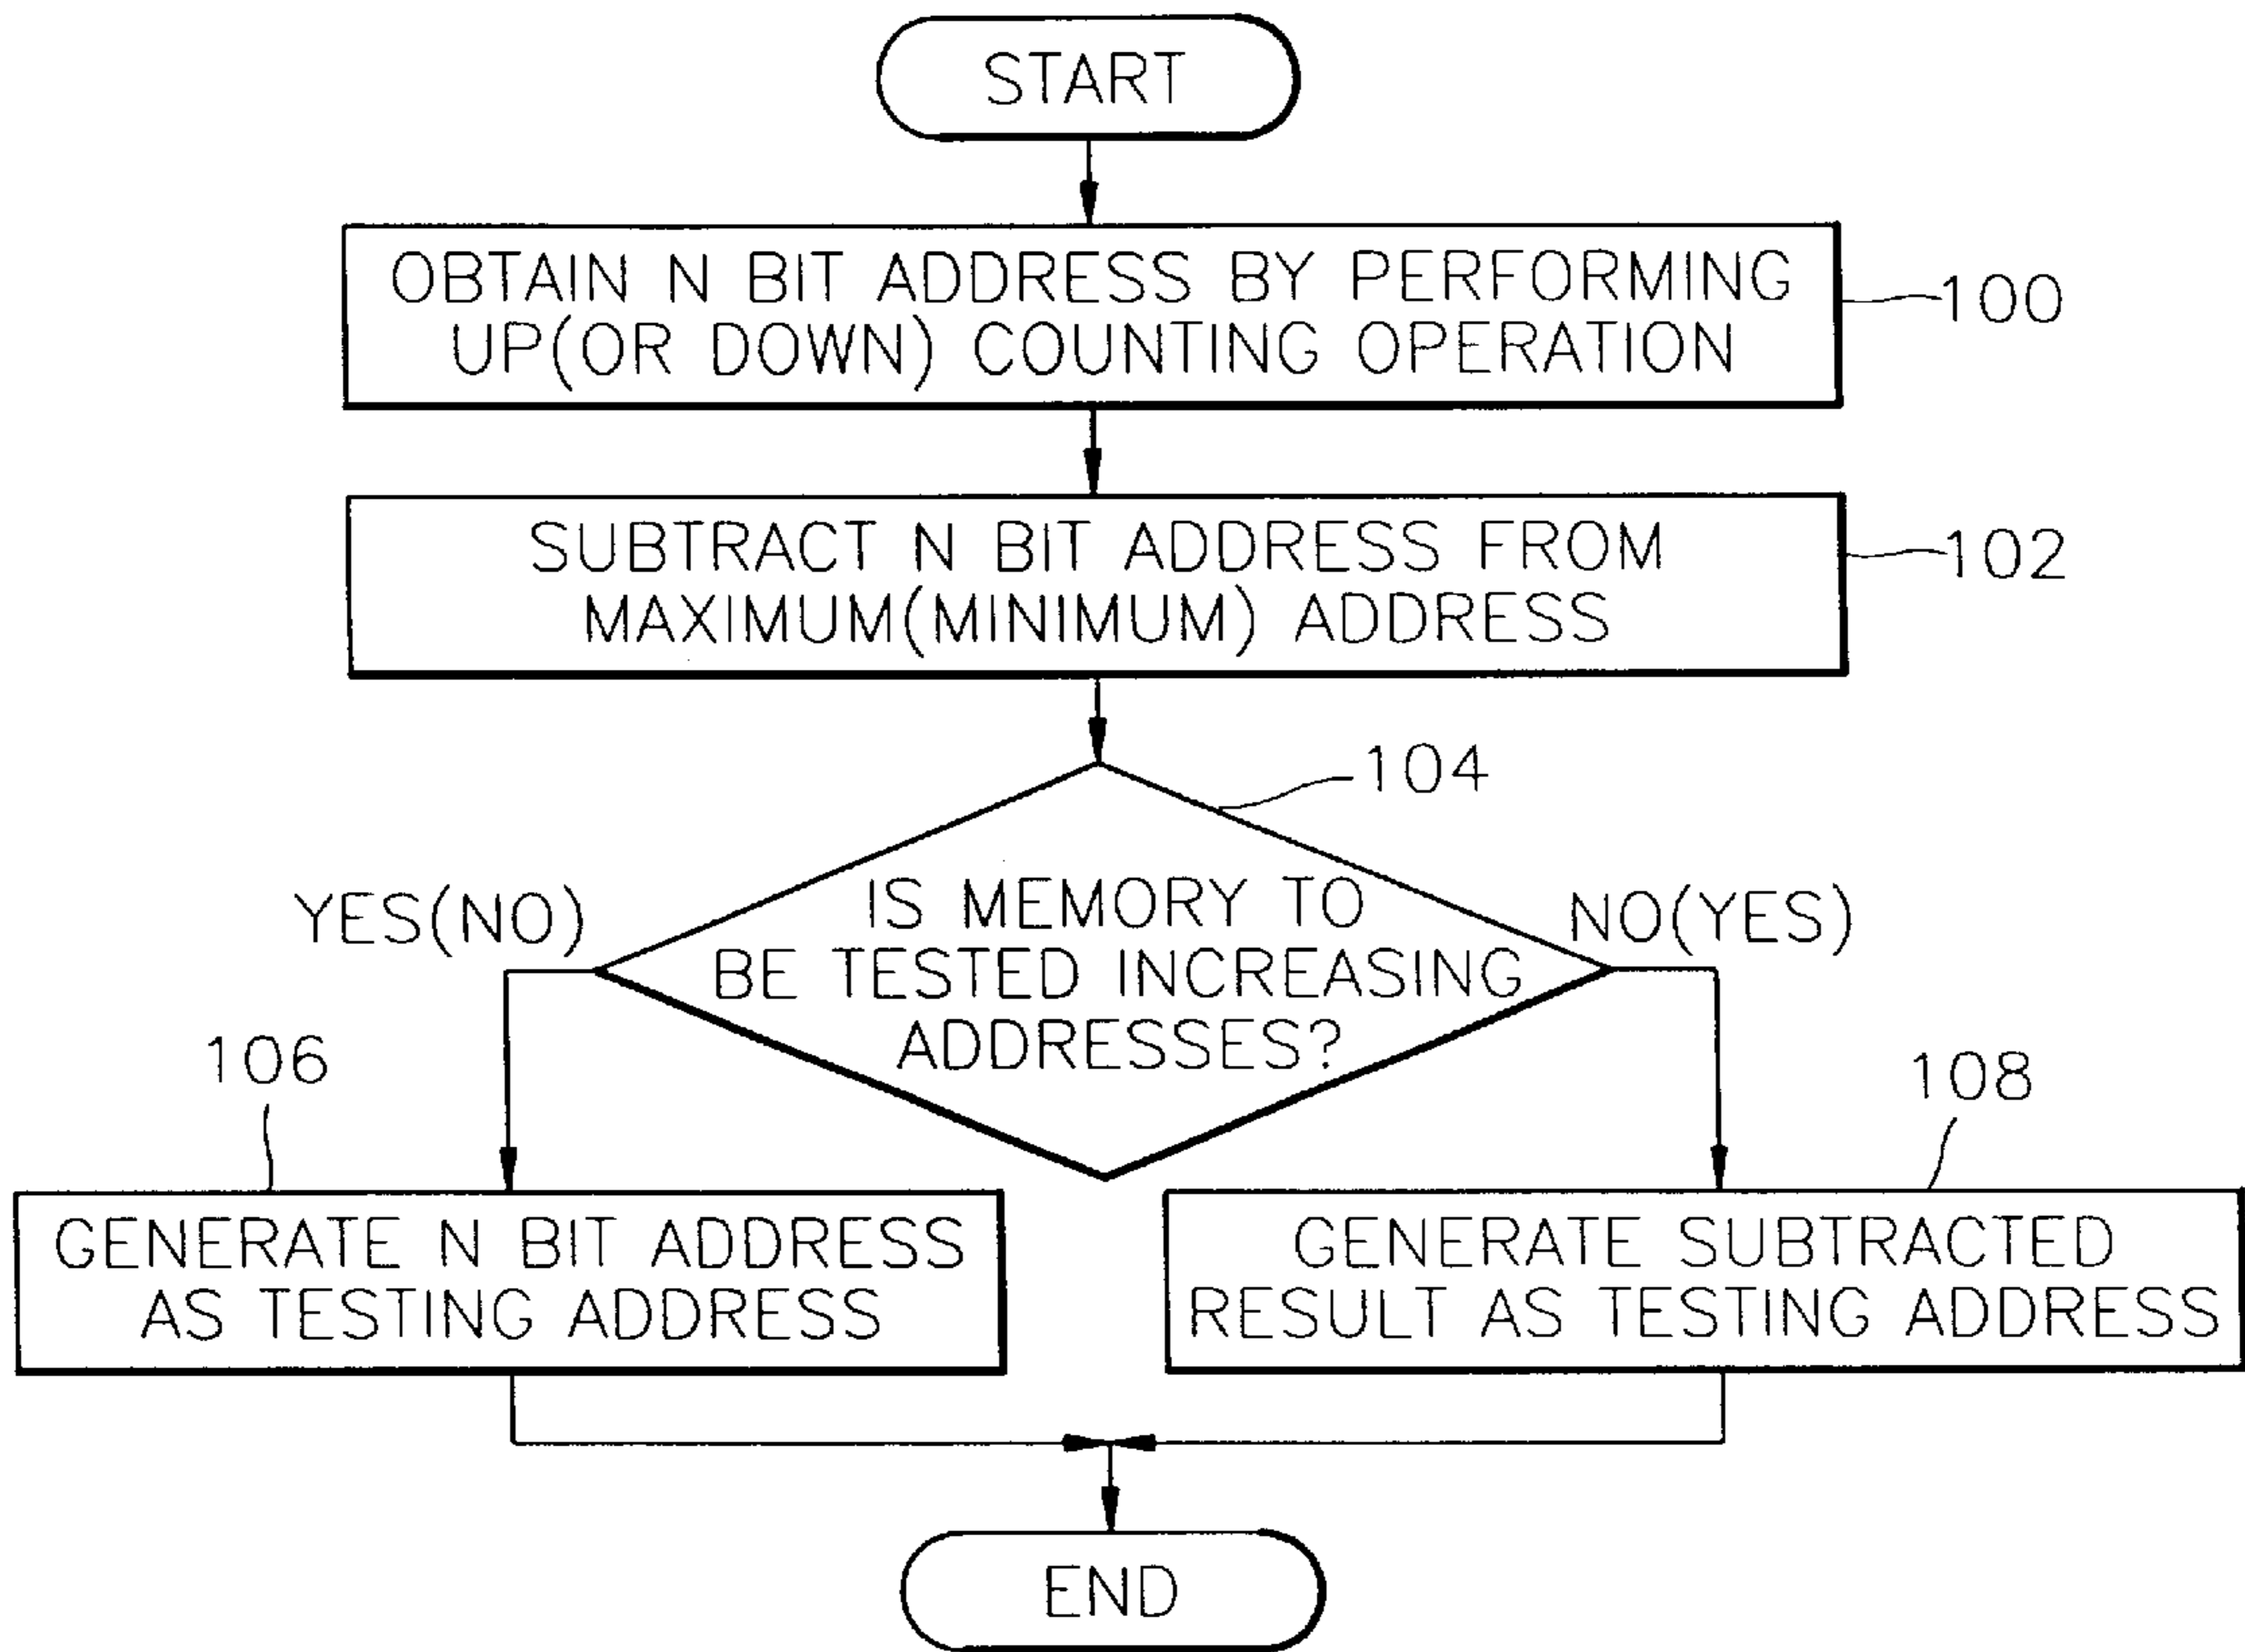 START
OBTAIN N BIT ADDRESS BY PERFORMING
UP(OR DOWN) COUNTING OPERATION
100
SUBTRACT N BIT ADDRESS FROM
MAXIMUM(MINIMUM) ADDRESS
102
104
IS MEMORY TO
BE TESTED INCREASING
ADDRESSES?
YES(NO)
NO(YES)
106
GENERATE N BIT ADDRESS
AS TESTING ADDRESS
108
GENERATE SUBTRACTED
RESULT AS TESTING ADDRESS
END